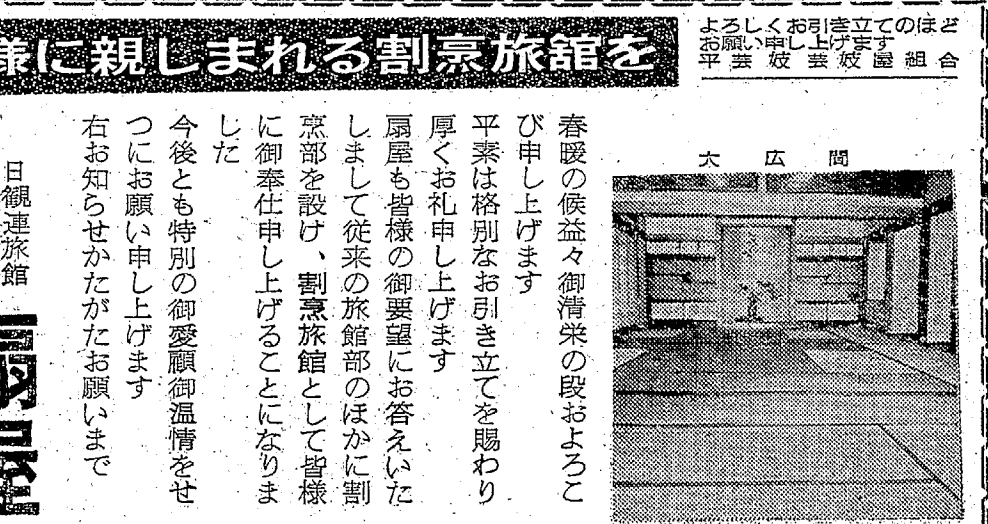 様に親しまれる割烹旅舘を
よろしくお引き立てのほど
お願い申し上げます
平芸妓芸妓屋組合
大広間
春暖の候益々御清栄の段およろこ
び申し上げます
平素は格別なお引き立てを賜わり
厚くお礼申し上げます
扇屋も皆様の御要望にお答えいた
しまして従来の旅館部のほかに割
烹部を設け、割烹旅館として皆様
に御奉仕申し上げることになりま
した
今後とも特別の御愛顧御温情をせ
つにお願い申し上げます
右お知らせかたがたお願いまで
日観連旅館